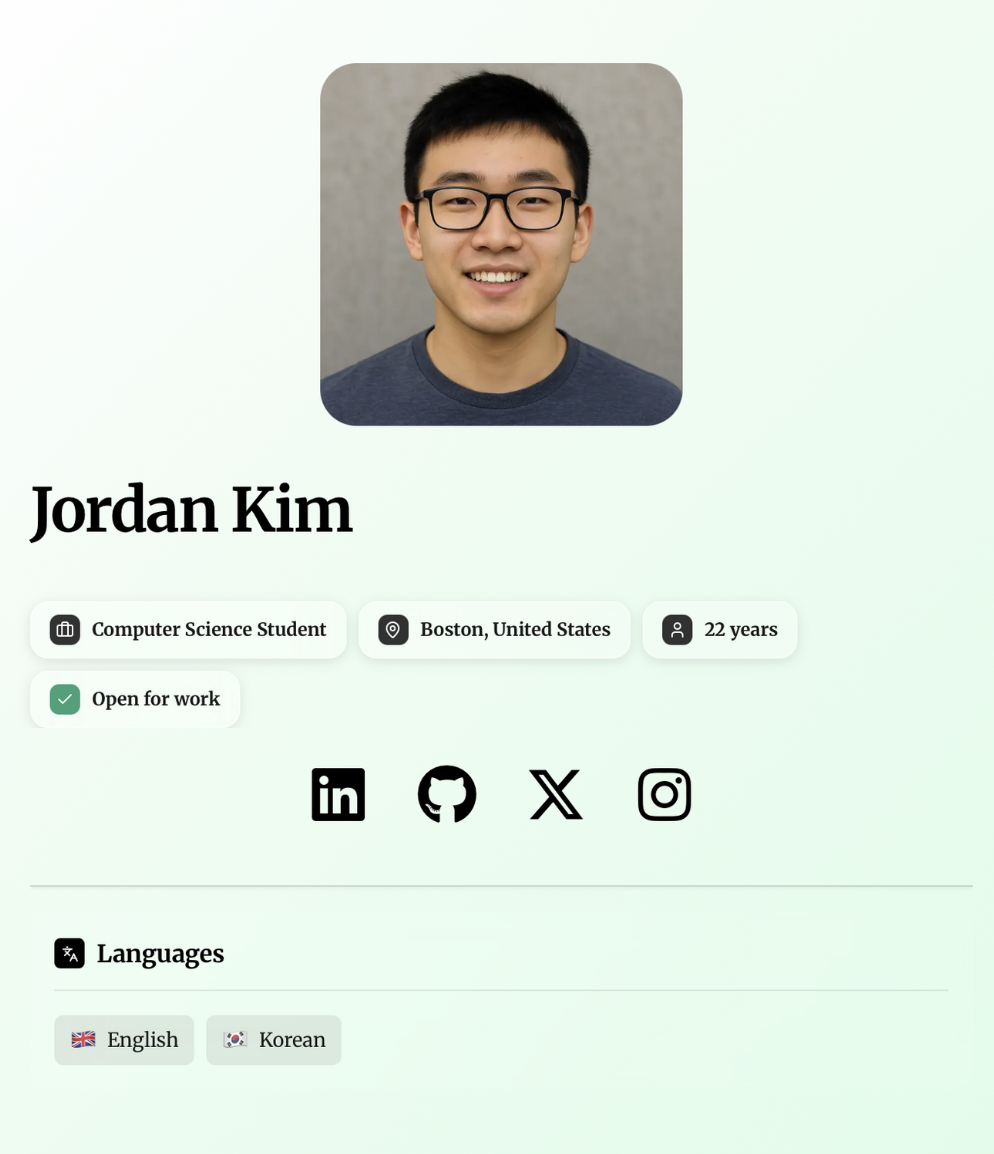 Jordan Kim
Computer Science Student
Boston, United States
22 years
Open for work
Languages
English
Korean